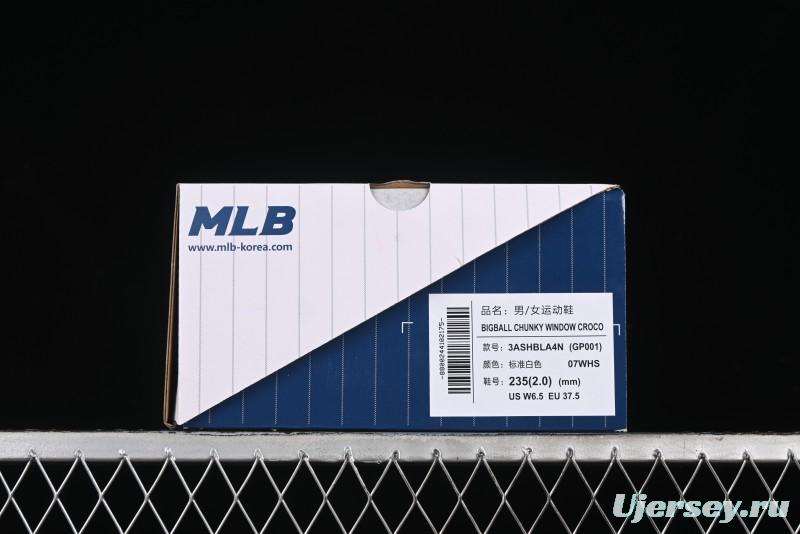 MLB
www.mlb-korea.com
品名：男/女运动鞋
BIGBALL CHUNKY WINDOW CROCO
款号：3ASHBLA4N (GP001)
颜色：标准白色 07WHS
鞋号：235(2.0) (mm)
US W6.5 EU 37.5
-8800244102175-
Ujersey.ru